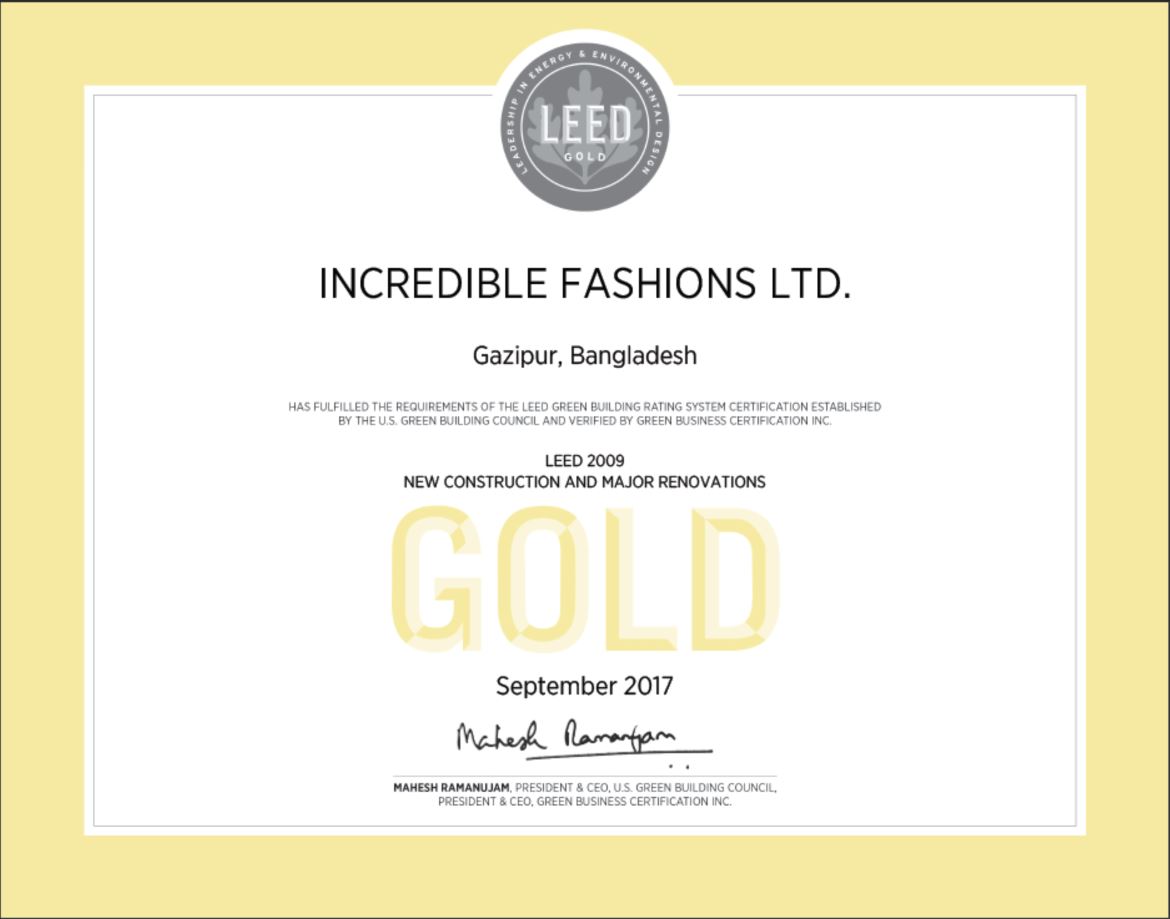 LEADERSHIP IN ENERGY & ENVIRONMENTAL DESIGN
LEED
GOLD
INCREDIBLE FASHIONS LTD.
Gazipur, Bangladesh
HAS FULFILLED THE REQUIREMENTS OF THE LEED GREEN BUILDING RATING SYSTEM CERTIFICATION ESTABLISHED
BY THE U.S. GREEN BUILDING COUNCIL AND VERIFIED BY GREEN BUSINESS CERTIFICATION INC.
LEED 2009
NEW CONSTRUCTION AND MAJOR RENOVATIONS
GOLD
September 2017
Mahesh Ramanujam
MAHESH RAMANUJAM, PRESIDENT & CEO, U.S. GREEN BUILDING COUNCIL,
PRESIDENT & CEO, GREEN BUSINESS CERTIFICATION INC.